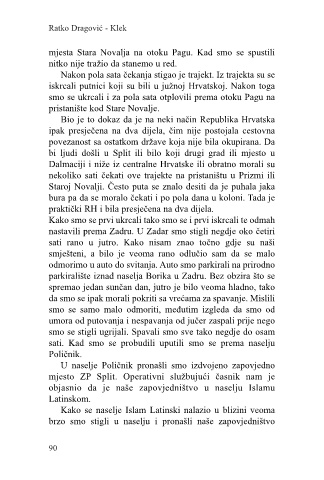 Ratko Dragović - Klek
mjesta Stara Novalja na otoku Pagu. Kad smo se spustili
nitko nije tražio da stanemo u red.
Nakon pola sata čekanja stigao je trajekt. Iz trajekta su se
iskrcali putnici koji su bili u južnoj Hrvatskoj. Nakon toga
smo se ukrcali i za pola sata otplovili prema otoku Pagu na
pristanište kod Stare Novalje.
Bio je to dokaz da je na neki način Republika Hrvatska
ipak presječena na dva dijela, čim nije postojala cestovna
povezanost sa ostatkom države koja nije bila okupirana. Da
bi ljudi došli u Split ili bilo koji drugi grad ili mjesto u
Dalmaciji i niže iz centralne Hrvatske ili obratno morali su
nekoliko sati čekati ove trajekte na pristaništu u Prizmi ili
Staroj Novalji. Često puta se znalo desiti da je puhala jaka
bura pa da se moralo čekati i po pola dana u koloni. Tada je
praktički RH i bila presječena na dva dijela.
Kako smo se prvi ukrcali tako smo se i prvi iskrcali te odmah
nastavili prema Zadru. U Zadar smo stigli negdje oko četiri
sati rano u jutro. Kako nisam znao točno gdje su naši
smješteni, a bilo je veoma rano odlučio sam da se malo
odmorimo u auto do svitanja. Auto smo parkirali na prirodno
parkiralište iznad naselja Borika u Zadru. Bez obzira što se
spremao jedan sunčan dan, jutro je bilo veoma hladno, tako
da smo se ipak morali pokriti sa vrećama za spavanje. Mislili
smo se samo malo odmoriti, međutim izgleda da smo od
umora od putovanja i nespavanja od jučer zaspali prije nego
smo se stigli ugrijali. Spavali smo sve tako negdje do osam
sati. Kad smo se probudili uputili smo se prema naselju
Poličnik.
U naselje Poličnik pronašli smo izdvojeno zapovjedno
mjesto ZP Split. Operativni službujući časnik nam je
objasnio da je naše zapovjedništvo u naselju Islamu
Latinskom.
Kako se naselje Islam Latinski nalazio u blizini veoma
brzo smo stigli u naselju i pronašli naše zapovjedništvo
90